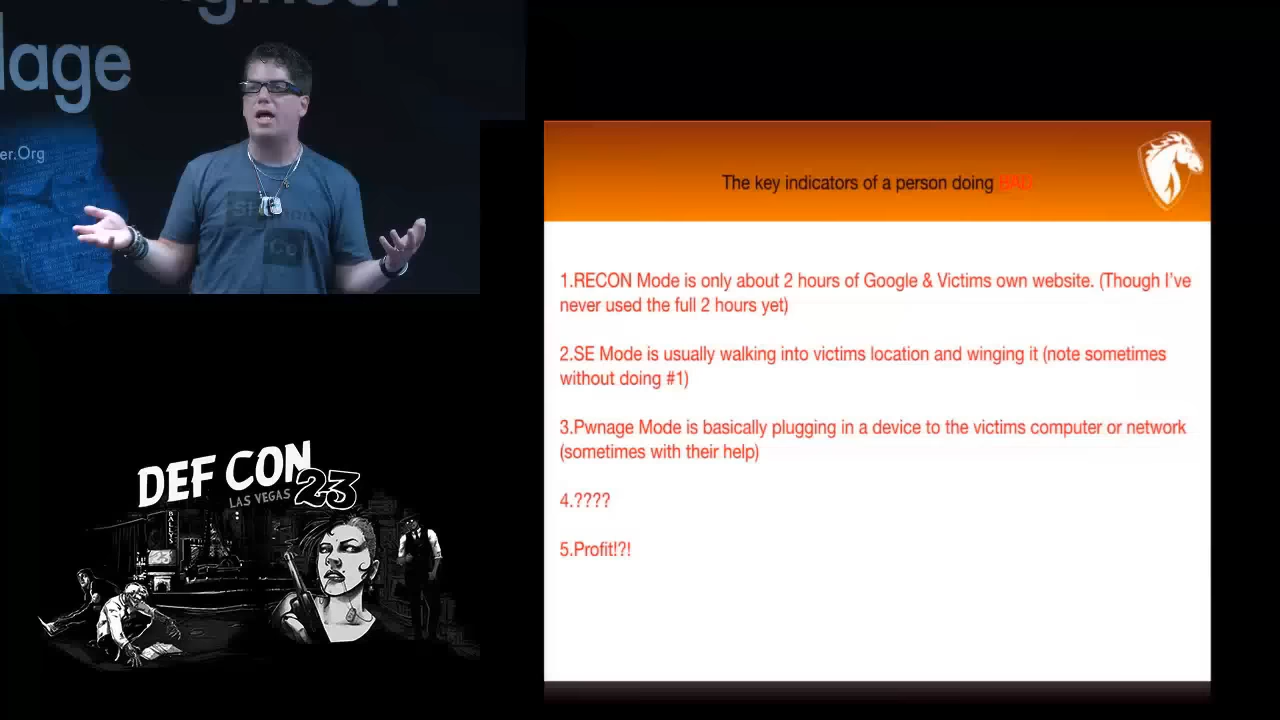 lage
er.Org
The key indicators of a person doing BAD
1.RECON Mode is only about 2 hours of Google & Victims own website. (Though I've
never used the full 2 hours yet)
2.SE Mode is usually walking into victims location and winging it (note sometimes
without doing #1)
3.Pwnage Mode is basically plugging in a device to the victims computer or network
(sometimes with their help)
4.????
5.Profit!?!
DEF CON
LAS VEGAS 23
BALLYS
23